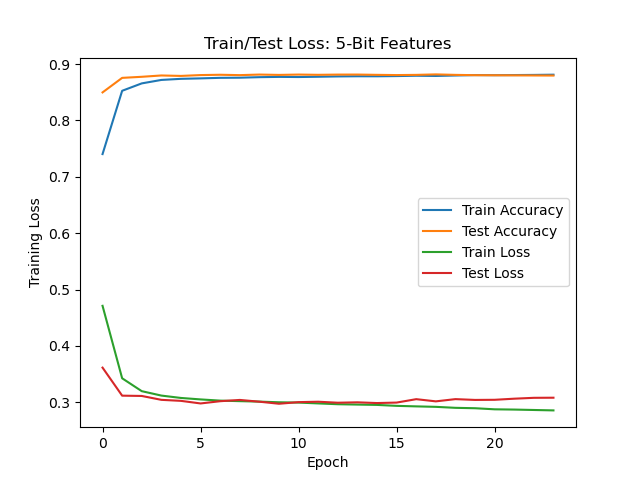 Train/Test Loss: 5-Bit Features
0.9
0.8
0.7
0.6
0.5
0.4
0.3
Training Loss
Train Accuracy
Test Accuracy
Train Loss
Test Loss
0 5 10 15 20
Epoch